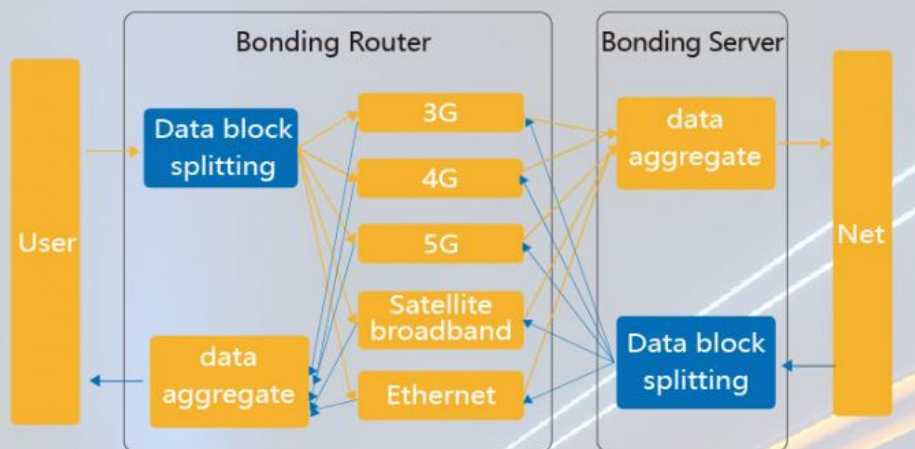 Bonding Router
Bonding Server
User
Data block
splitting
data
aggregate
3G
4G
5G
Satellite
broadband
Ethernet
data
aggregate
Data block
splitting
Net